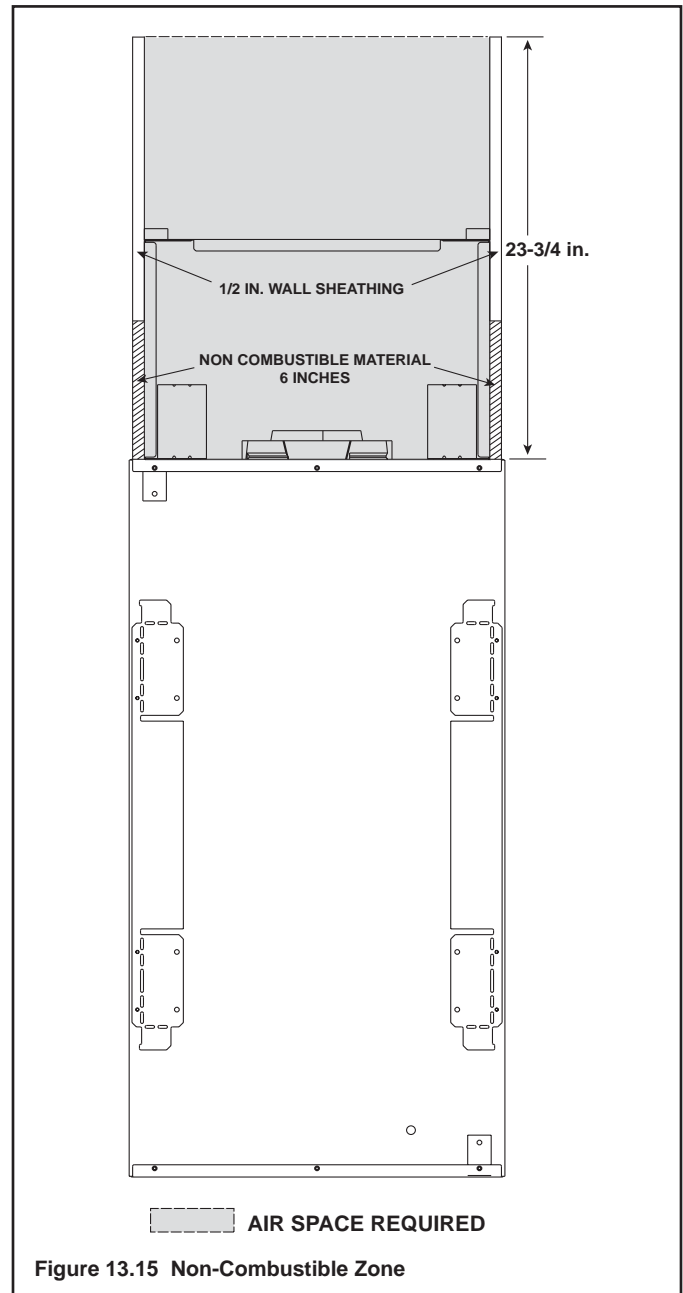 23-3/4 in.
1/2 IN. WALL SHEATHING
NON COMBUSTIBLE MATERIAL
6 INCHES
AIR SPACE REQUIRED
Figure 13.15 Non-Combustible Zone